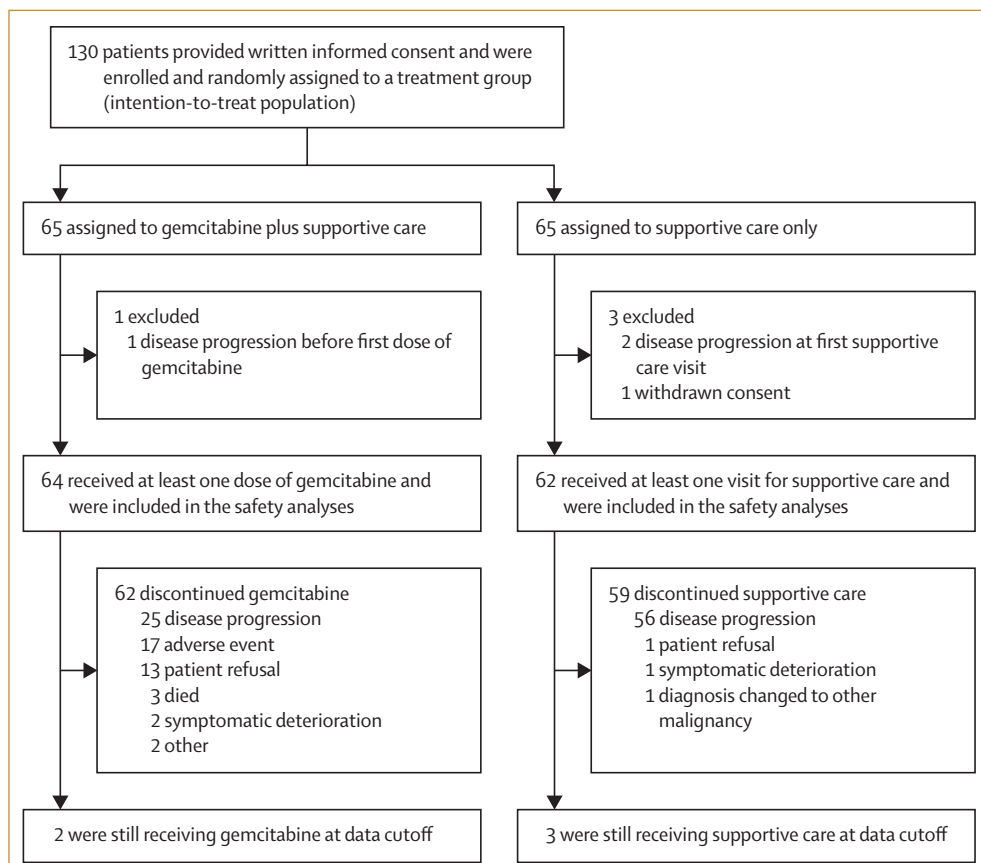 130 patients provided written informed consent and were
enrolled and randomly assigned to a treatment group
(intention-to-treat population)
65 assigned to gemcitabine plus supportive care
65 assigned to supportive care only
1 excluded
1 disease progression before first dose of
gemcitabine
3 excluded
2 disease progression at first supportive
care visit
1 withdrawn consent
64 received at least one dose of gemcitabine and
were included in the safety analyses
62 received at least one visit for supportive care and
were included in the safety analyses
62 discontinued gemcitabine
25 disease progression
17 adverse event
13 patient refusal
3 died
2 symptomatic deterioration
2 other
59 discontinued supportive care
56 disease progression
1 patient refusal
1 symptomatic deterioration
1 diagnosis changed to other
malignancy
2 were still receiving gemcitabine at data cutoff
3 were still receiving supportive care at data cutoff